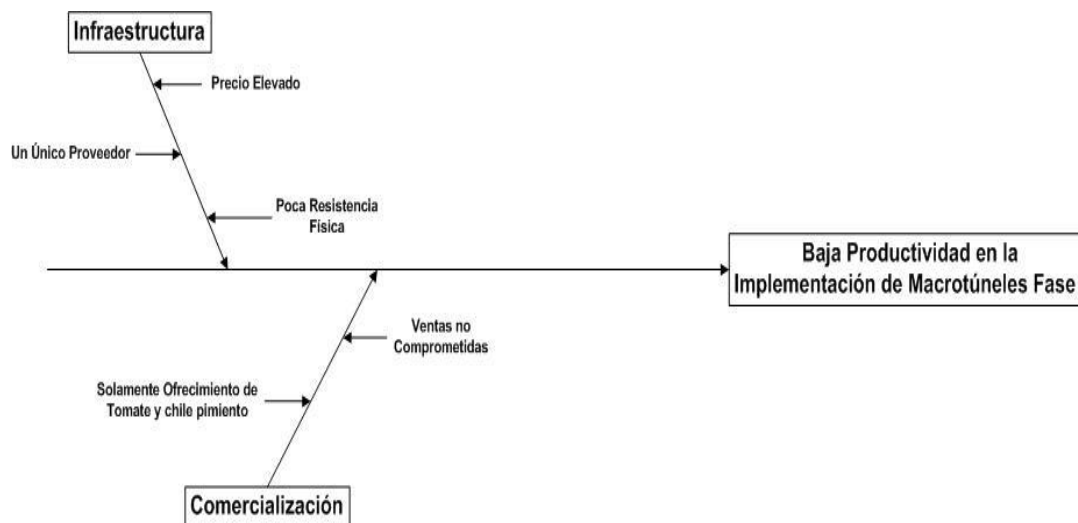 Infraestructura
Precio Elevado
Un Único Proveedor
Poca Resistencia
Física
Baja Productividad en la
Implementación de Macrotúneles Fase
Ventas no
Comprometidas
Solamente Ofrecimiento de
Tomate y chile pimiento
Comercialización